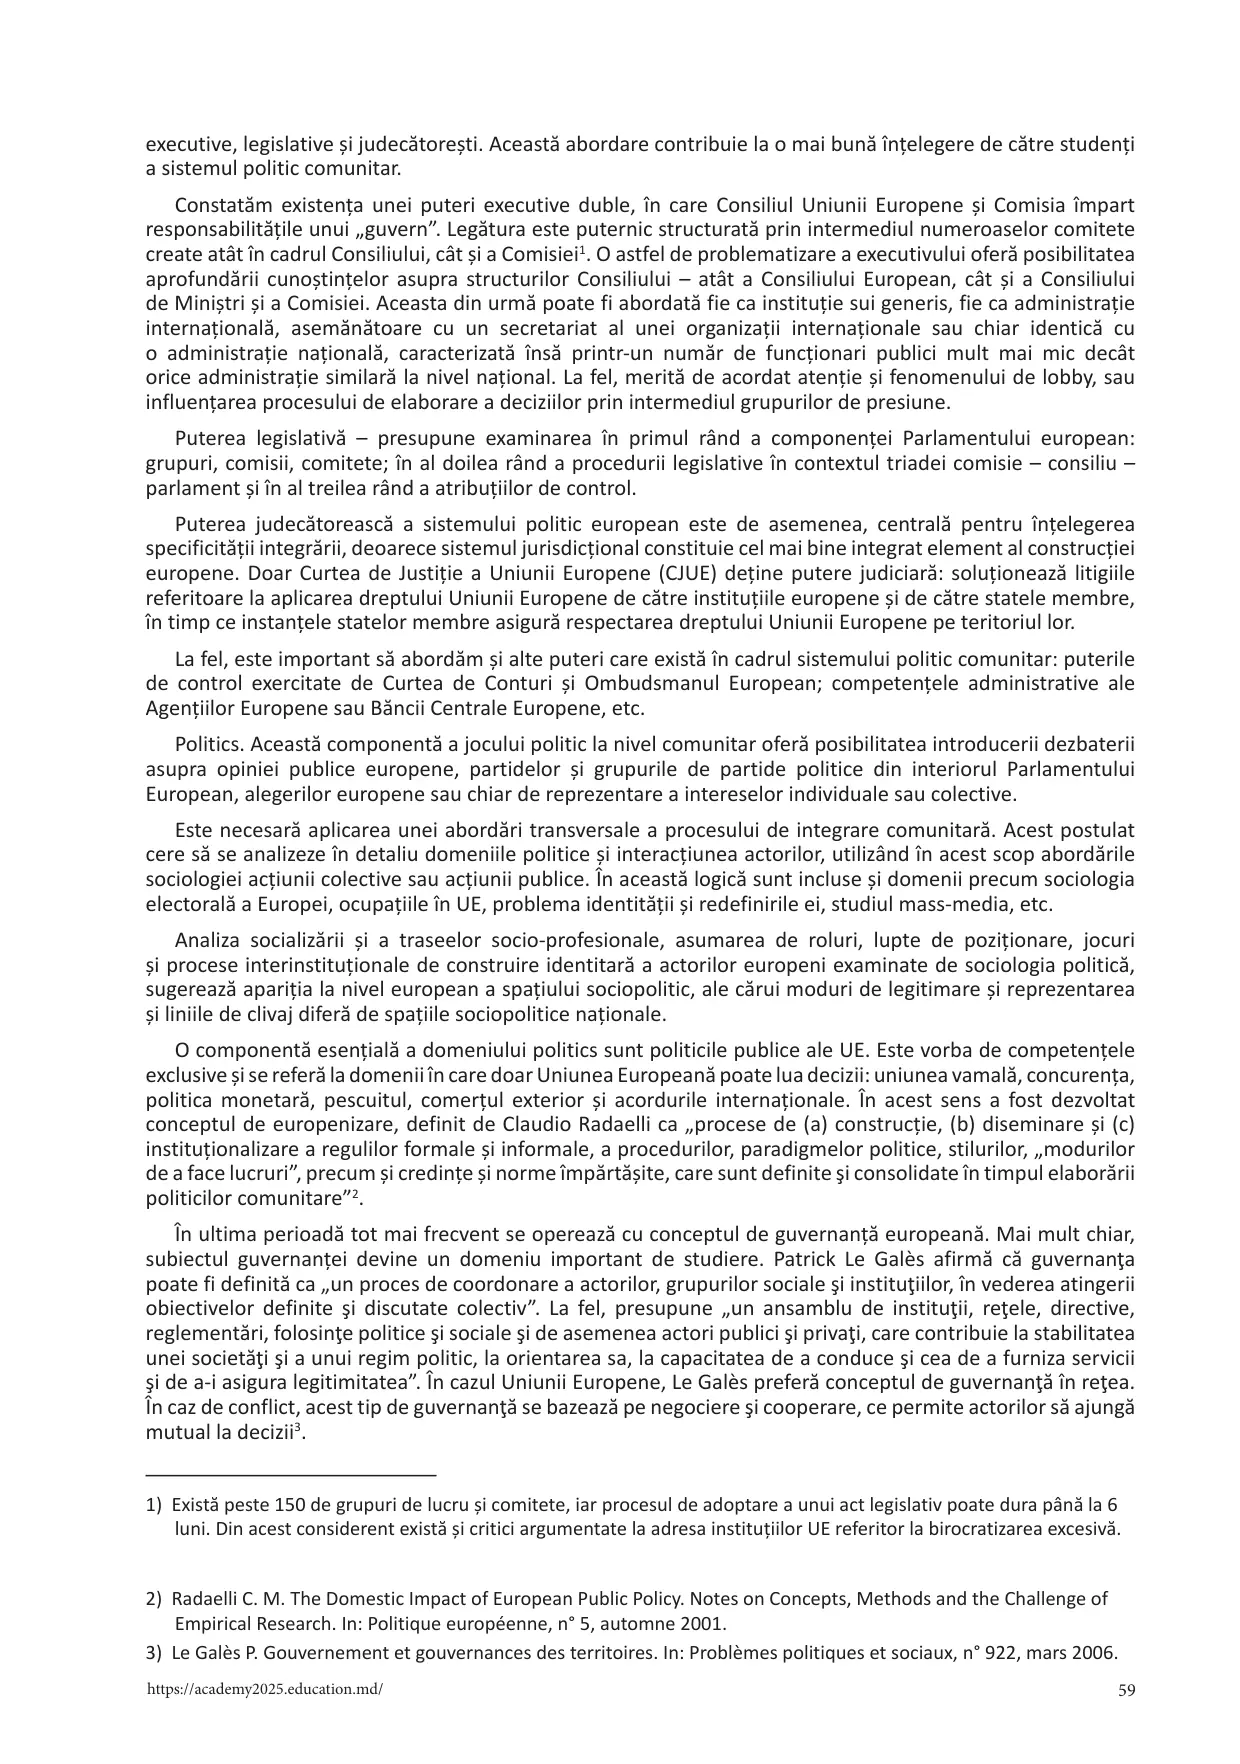 executive, legislative și judecătorești. Această abordare contribuie la o mai bună înțelegere de către studenți
a sistemul politic comunitar.
Constatăm existența unei puteri executive duble, în care Consiliul Uniunii Europene și Comisia împart
responsabilitățile unui „guvern”. Legătura este puternic structurată prin intermediul numeroaselor comitete
create atât în cadrul Consiliului, cât și a Comisiei¹. O astfel de problematizare a executivului oferă posibilitatea
aprofundării cunoștințelor asupra structurilor Consiliului – atât a Consiliului European, cât și a Consiliului
de Miniștri și a Comisiei. Aceasta din urmă poate fi abordată fie ca instituție sui generis, fie ca administrație
internațională, asemănătoare cu un secretariat al unei organizații internaționale sau chiar identică cu
o administrație națională, caracterizată însă printr-un număr de funcționari publici mult mai mic decât
orice administrație similară la nivel național. La fel, merită de acordat atenție și fenomenului de lobby, sau
influențarea procesului de elaborare a deciziilor prin intermediul grupurilor de presiune.
Puterea legislativă – presupune examinarea în primul rând a componenței Parlamentului european:
grupuri, comisii, comitete; în al doilea rând a procedurii legislative în contextul triadei comisie – consiliu –
parlament și în al treilea rând a atribuțiilor de control.
Puterea judecătorească a sistemului politic european este de asemenea, centrală pentru înțelegerea
specificității integrării, deoarece sistemul jurisdicțional constituie cel mai bine integrat element al construcției
europene. Doar Curtea de Justiție a Uniunii Europene (CJUE) deține putere judiciară: soluționează litigiile
referitoare la aplicarea dreptului Uniunii Europene de către instituțiile europene și de către statele membre,
în timp ce instanțele statelor membre asigură respectarea dreptului Uniunii Europene pe teritoriul lor.
La fel, este important să abordăm și alte puteri care există în cadrul sistemului politic comunitar: puterile
de control exercitate de Curtea de Conturi și Ombudsmanul European; competențele administrative ale
Agențiilor Europene sau Băncii Centrale Europene, etc.
Politics. Această componentă a jocului politic la nivel comunitar oferă posibilitatea introducerii dezbaterii
asupra opiniei publice europene, partidelor și grupurile de partide politice din interiorul Parlamentului
European, alegerilor europene sau chiar de reprezentare a intereselor individuale sau colective.
Este necesară aplicarea unei abordări transversale a procesului de integrare comunitară. Acest postulat
cere să se analizeze în detaliu domeniile politice și interacțiunea actorilor, utilizând în acest scop abordările
sociologiei acțiunii colective sau acțiunii publice. În această logică sunt incluse și domenii precum sociologia
electorală a Europei, ocupațiile în UE, problema identității și redefinirile ei, studiul mass-media, etc.
Analiza socializării și a traseelor socio-profesionale, asumarea de roluri, lupte de poziționare, jocuri
și procese interinstituționale de construire identitară a actorilor europeni examinate de sociologia politică,
sugerează apariția la nivel european a spațiului sociopolitic, ale cărui moduri de legitimare și reprezentarea
și liniile de clivaj diferă de spațiile sociopolitice naționale.
O componentă esențială a domeniului politics sunt politicile publice ale UE. Este vorba de competențele
exclusive și se referă la domenii în care doar Uniunea Europeană poate lua decizii: uniunea vamală, concurența,
politica monetară, pescuitul, comerțul exterior și acordurile internaționale. În acest sens a fost dezvoltat
conceptul de europenizare, definit de Claudio Radaelli ca „procese de (a) construcție, (b) diseminare și (c)
instituționalizare a regulilor formale și informale, a procedurilor, paradigmelor politice, stilurilor, „modurilor
de a face lucruri”, precum și credințe și norme împărtășite, care sunt definite şi consolidate în timpul elaborării
politicilor comunitare”².
În ultima perioadă tot mai frecvent se operează cu conceptul de guvernanță europeană. Mai mult chiar,
subiectul guvernanței devine un domeniu important de studiere. Patrick Le Galès afirmă că guvernanţa
poate fi definită ca „un proces de coordonare a actorilor, grupurilor sociale şi instituţiilor, în vederea atingerii
obiectivelor definite şi discutate colectiv”. La fel, presupune „un ansamblu de instituţii, reţele, directive,
reglementări, folosinţe politice şi sociale şi de asemenea actori publici şi privaţi, care contribuie la stabilitatea
unei societăţi şi a unui regim politic, la orientarea sa, la capacitatea de a conduce şi cea de a furniza servicii
şi de a-i asigura legitimitatea”. În cazul Uniunii Europene, Le Galès preferă conceptul de guvernanţă în reţea.
În caz de conflict, acest tip de guvernanţă se bazează pe negociere şi cooperare, ce permite actorilor să ajungă
mutual la decizii³.
1) Există peste 150 de grupuri de lucru și comitete, iar procesul de adoptare a unui act legislativ poate dura până la 6
luni. Din acest considerent există și critici argumentate la adresa instituțiilor UE referitor la birocratizarea excesivă.
2) Radaelli C. M. The Domestic Impact of European Public Policy. Notes on Concepts, Methods and the Challenge of
Empirical Research. In: Politique européenne, n° 5, automne 2001.
3) Le Galès P. Gouvernement et gouvernances des territoires. In: Problèmes politiques et sociaux, n° 922, mars 2006.
https://academy2025.education.md/
59